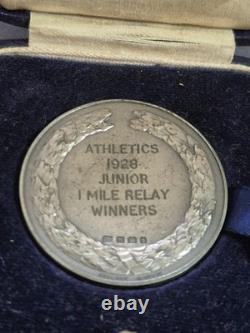 ATHLETICS
1928
JUNIOR
1 MILE RELAY
WINNERS